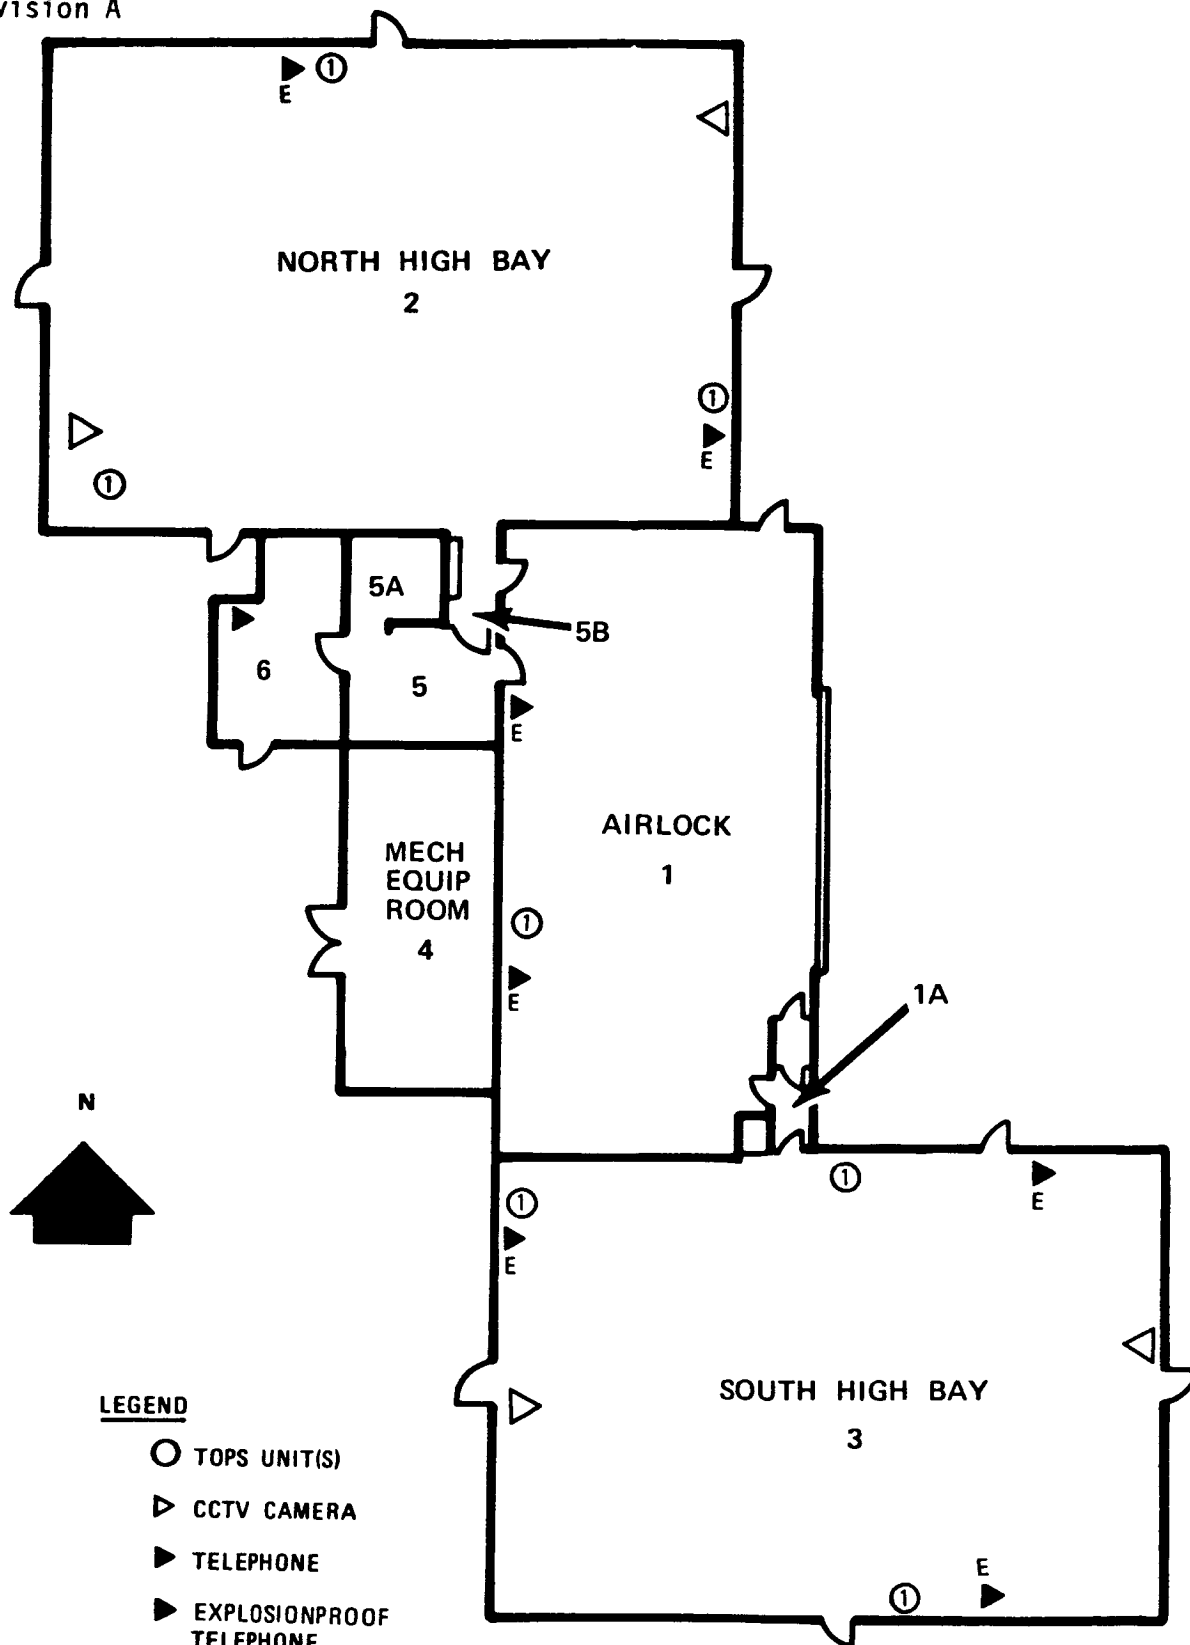 vision A
① 
E
NORTH HIGH BAY
2
①
E
①
5A
5B
6
5
E
AIRLOCK
1
MECH
EQUIP
ROOM
4
①
E
1A
N
①
E
①
E
SOUTH HIGH BAY
3
LEGEND
TOPS UNIT(S)
CCTV CAMERA
TELEPHONE
EXPLOSIONPROOF
TELEPHONE
E
①